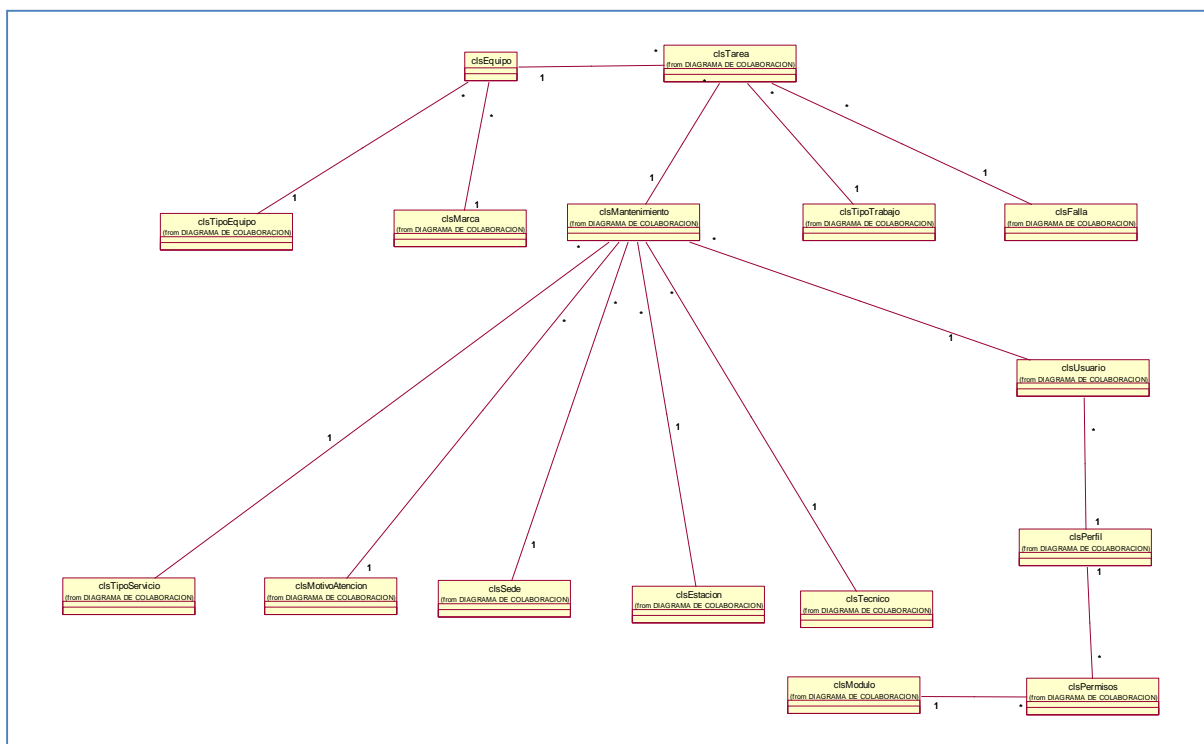 clsEquipo
*
1
clsTarea
(from DIAGRAMA DE COLABORACION)
*
*
*
*
*
1
1
1
1
1
clsTipoEquipo
(from DIAGRAMA DE COLABORACION)
clsMarca
(from DIAGRAMA DE COLABORACION)
clsMantenimiento
(from DIAGRAMA DE COLABORACION)
clsTipoTrabajo
(from DIAGRAMA DE COLABORACION)
clsFalla
(from DIAGRAMA DE COLABORACION)
*
*
*
*
*
*
1
clsUsuario
(from DIAGRAMA DE COLABORACION)
*
1
1
1
1
1
1
clsPerfil
(from DIAGRAMA DE COLABORACION)
1
clsTipoServicio
(from DIAGRAMA DE COLABORACION)
clsMotivoAtencion
(from DIAGRAMA DE COLABORACION)
clsSede
(from DIAGRAMA DE COLABORACION)
clsEstacion
(from DIAGRAMA DE COLABORACION)
clsTecnico
(from DIAGRAMA DE COLABORACION)
*
clsModulo
(from DIAGRAMA DE COLABORACION)
1
*
clsPermisos
(from DIAGRAMA DE COLABORACION)